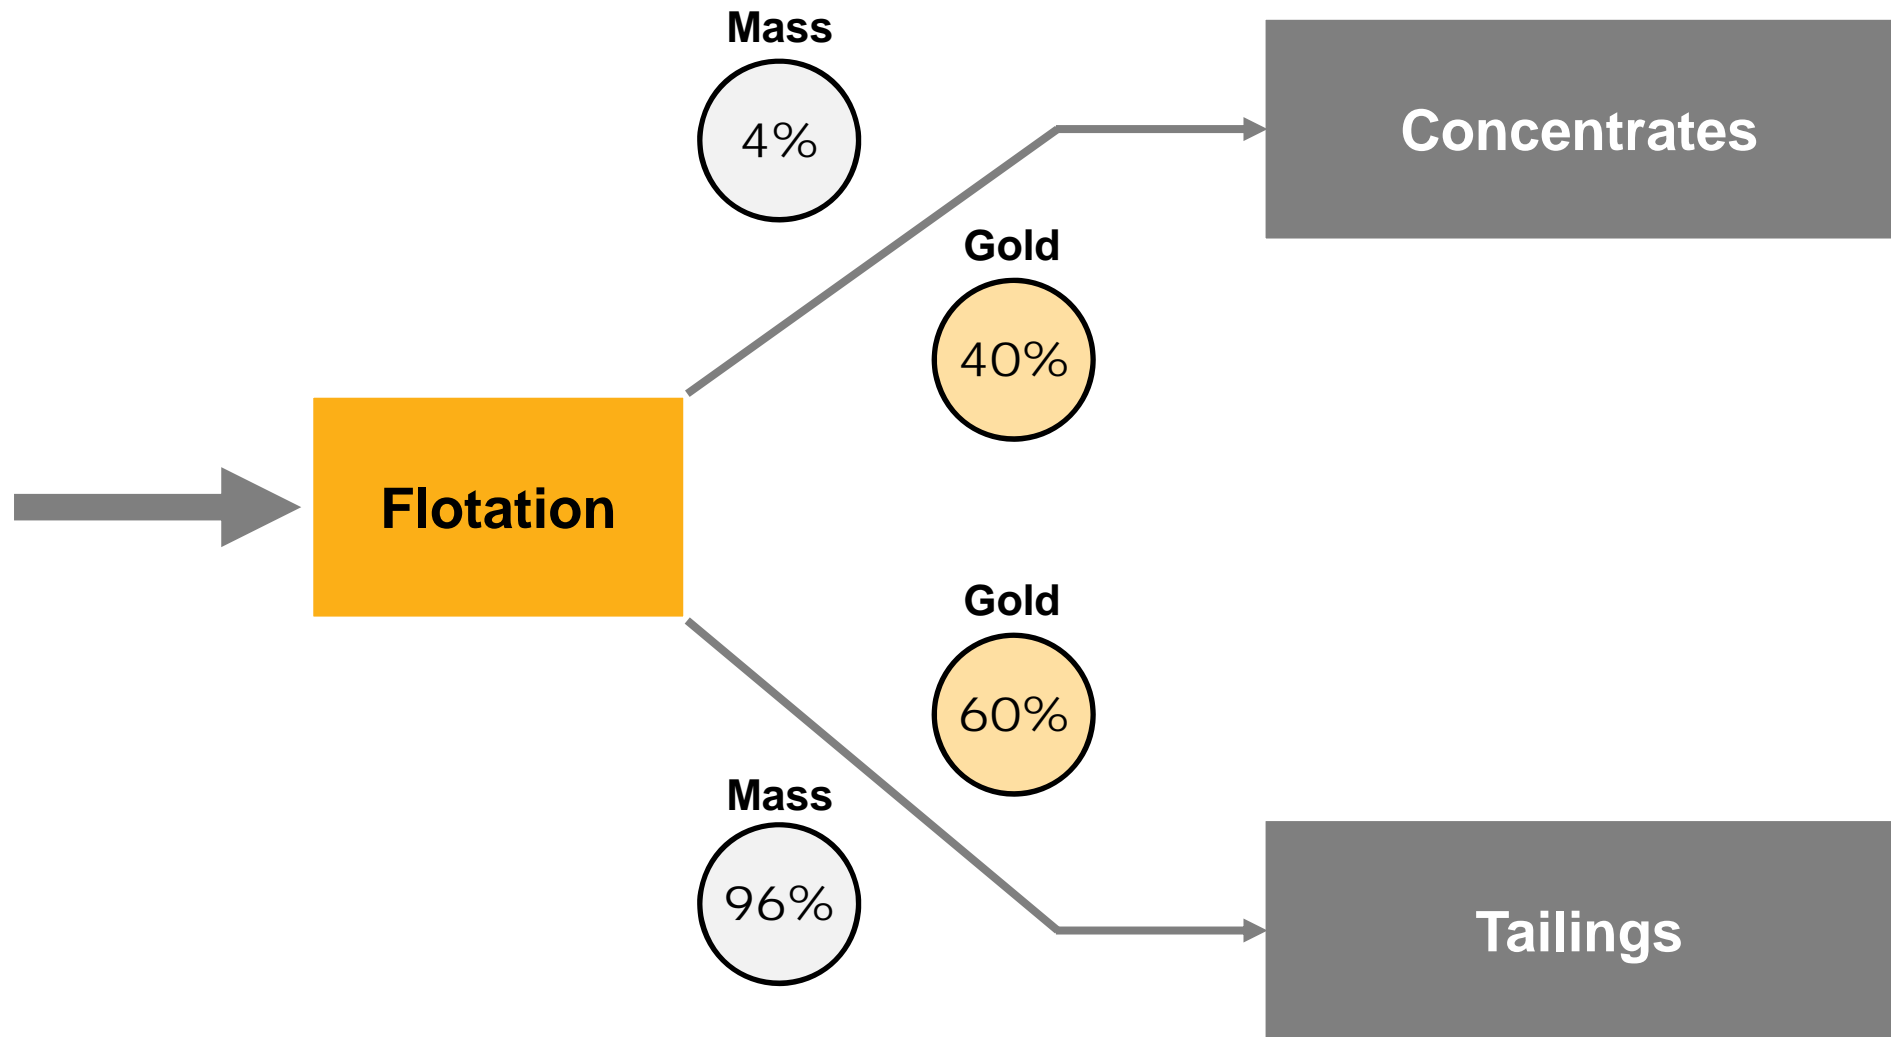 Mass
4%
Concentrates
Gold
40%
Flotation
Gold
60%
Mass
96%
Tailings